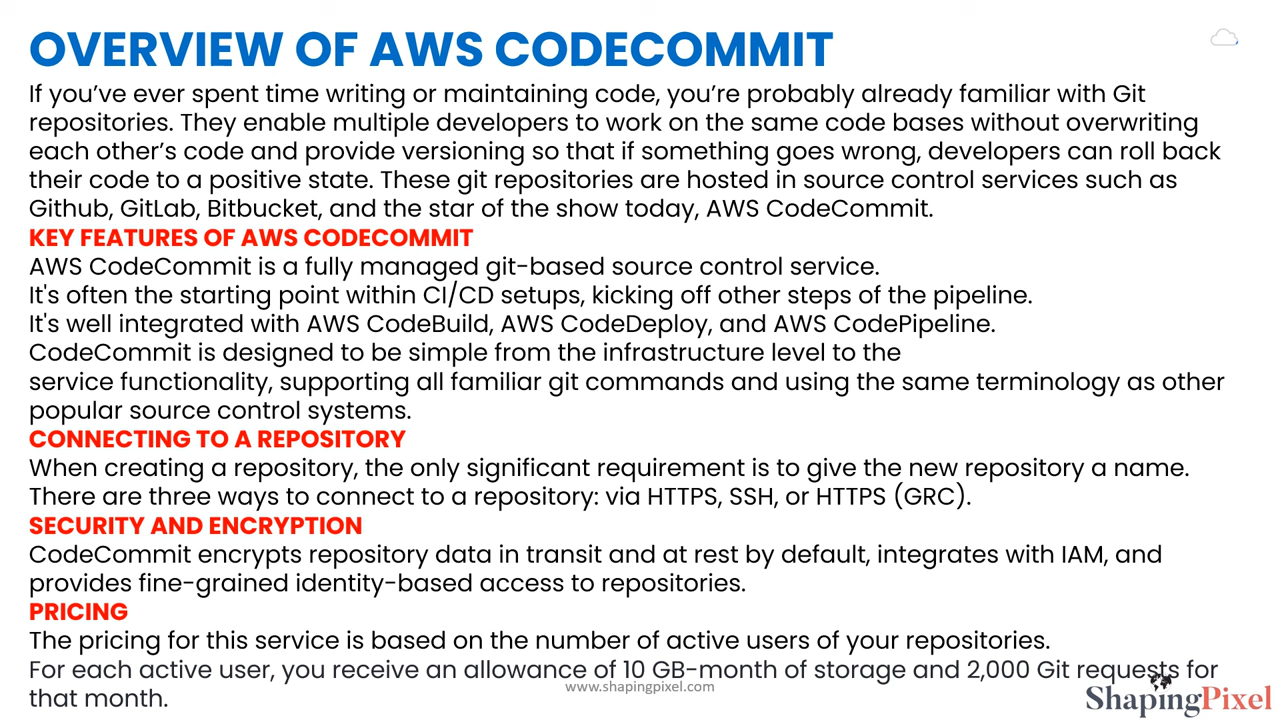 OVERVIEW OF AWS CODECOMMIT
If you’ve ever spent time writing or maintaining code, you’re probably already familiar with Git
repositories. They enable multiple developers to work on the same code bases without overwriting
each other’s code and provide versioning so that if something goes wrong, developers can roll back
their code to a positive state. These git repositories are hosted in source control services such as
Github, GitLab, Bitbucket, and the star of the show today, AWS CodeCommit.
KEY FEATURES OF AWS CODECOMMIT
AWS CodeCommit is a fully managed git-based source control service.
It's often the starting point within CI/CD setups, kicking off other steps of the pipeline.
It's well integrated with AWS CodeBuild, AWS CodeDeploy, and AWS CodePipeline.
CodeCommit is designed to be simple from the infrastructure level to the
service functionality, supporting all familiar git commands and using the same terminology as other
popular source control systems.
CONNECTING TO A REPOSITORY
When creating a repository, the only significant requirement is to give the new repository a name.
There are three ways to connect to a repository: via HTTPS, SSH, or HTTPS (GRC).
SECURITY AND ENCRYPTION
CodeCommit encrypts repository data in transit and at rest by default, integrates with IAM, and
provides fine-grained identity-based access to repositories.
PRICING
The pricing for this service is based on the number of active users of your repositories.
For each active user, you receive an allowance of 10 GB-month of storage and 2,000 Git requests for
that month.
www.shapingpixel.com
ShapingPixel